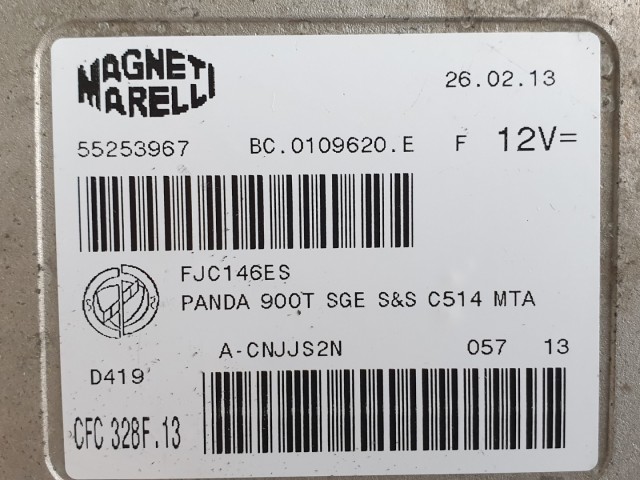 MAGNETI MARELLI
26.02.13
55253967 BC.0109620.E F 12V=
FJC146ES
PANDA 900T SGE S&S C514 MTA
A-CNJJS2N 057 13
D419
CFC 328F.13